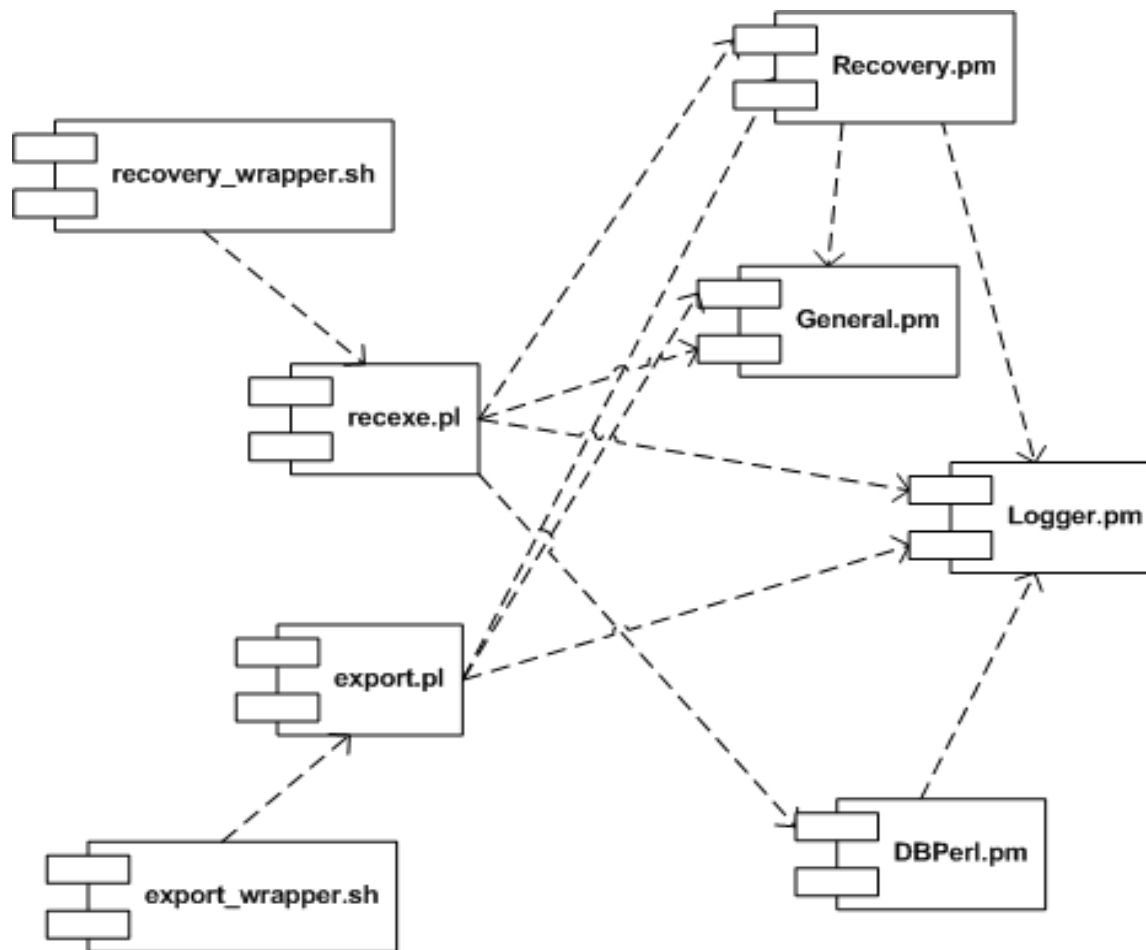 Recovery.pm
recovery_wrapper.sh
General.pm
recexe.pl
Logger.pm
export.pl
DBPerl.pm
export_wrapper.sh